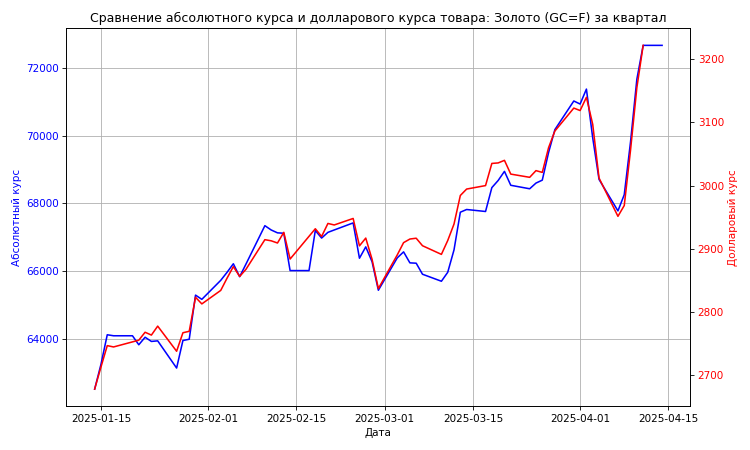 Сравнение абсолютного курса и долларового курса товара: Золото (GC=F) за квартал
Абсолютный курс
72000
70000
68000
66000
64000
3200
3100
3000
2900
2800
2700
Долларовый курс
2025-01-15 2025-02-01 2025-02-15 2025-03-01 2025-03-15 2025-04-01 2025-04-15
Дата